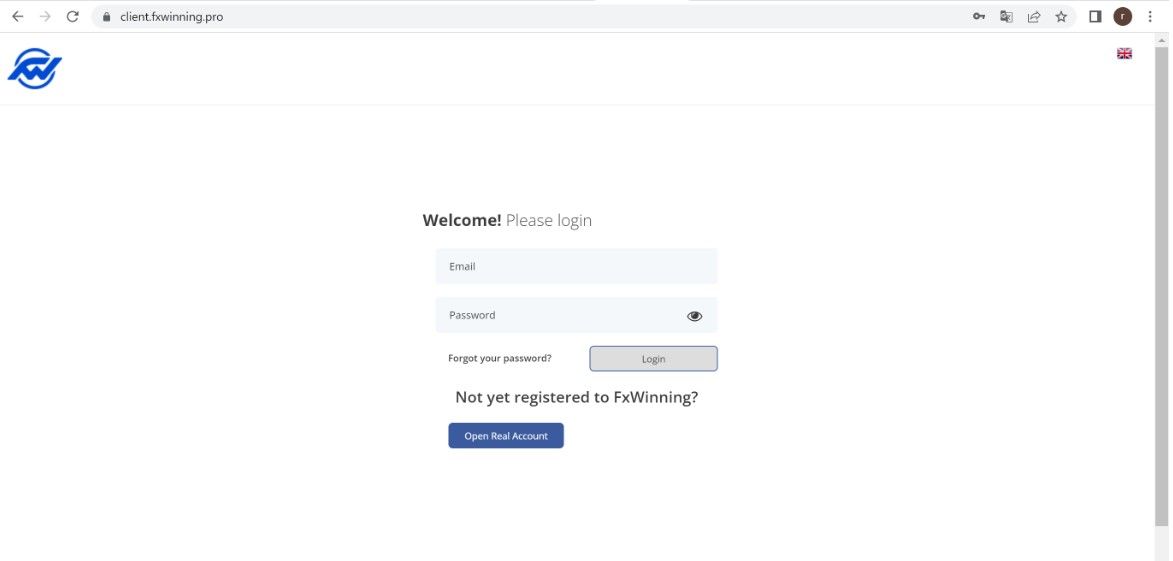 client.fxwinning.pro
r
FW
Welcome! Please login
Email
Password
Forgot your password?
Login
Not yet registered to FxWinning?
Open Real Account